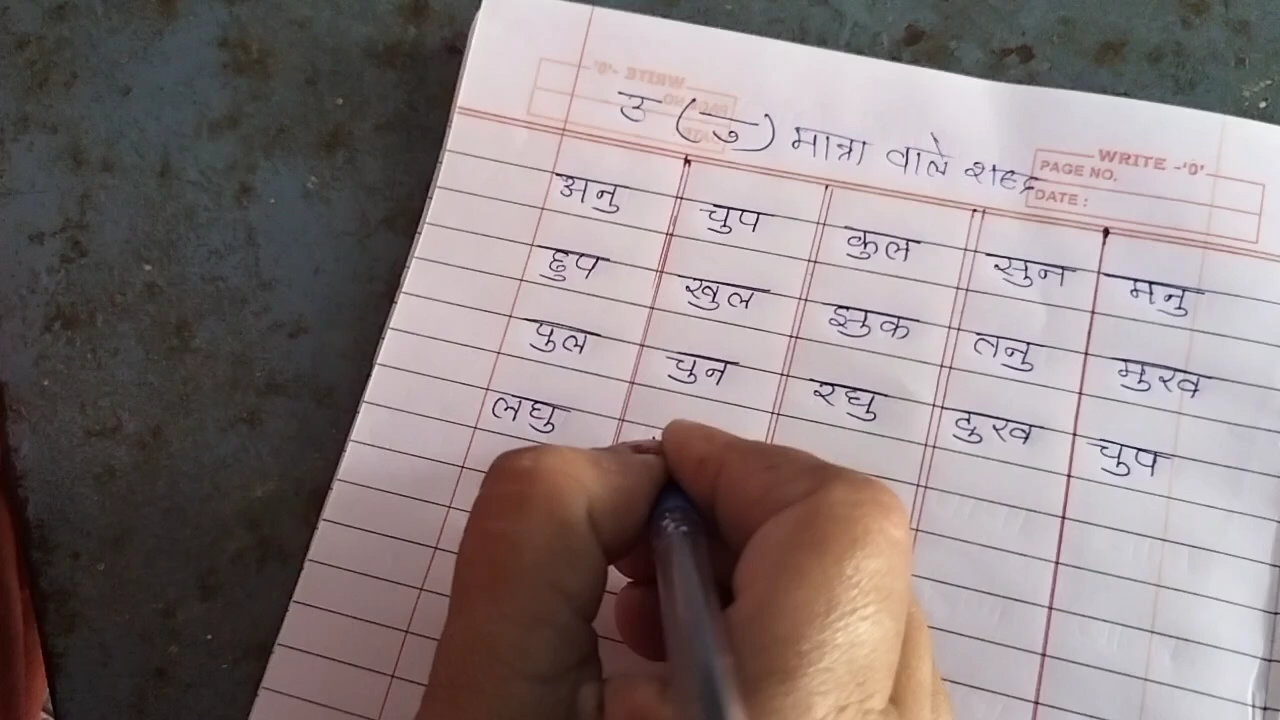 उ ( ु ) मात्रा वाले शब्द
WRITE -'0'
PAGE NO.
DATE :
अनु चुप कुल सुन मनु
छुप खुल झुक तनु मुख
पुल चुन रघु दुख चुप
लघु